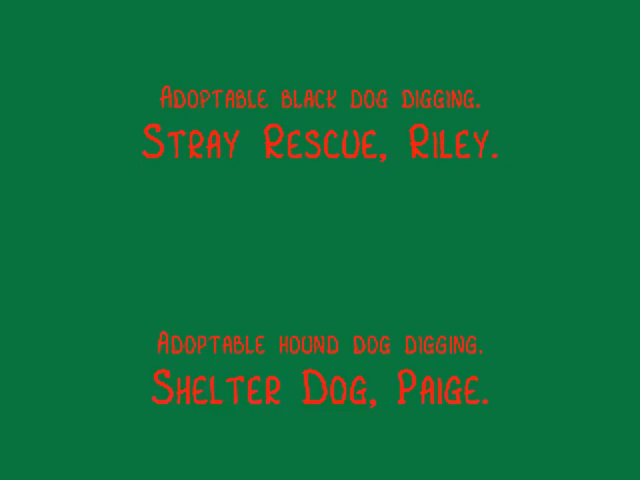 Adoptable black dog digging.
Stray Rescue, Riley.
Adoptable hound dog digging.
Shelter Dog, Paige.